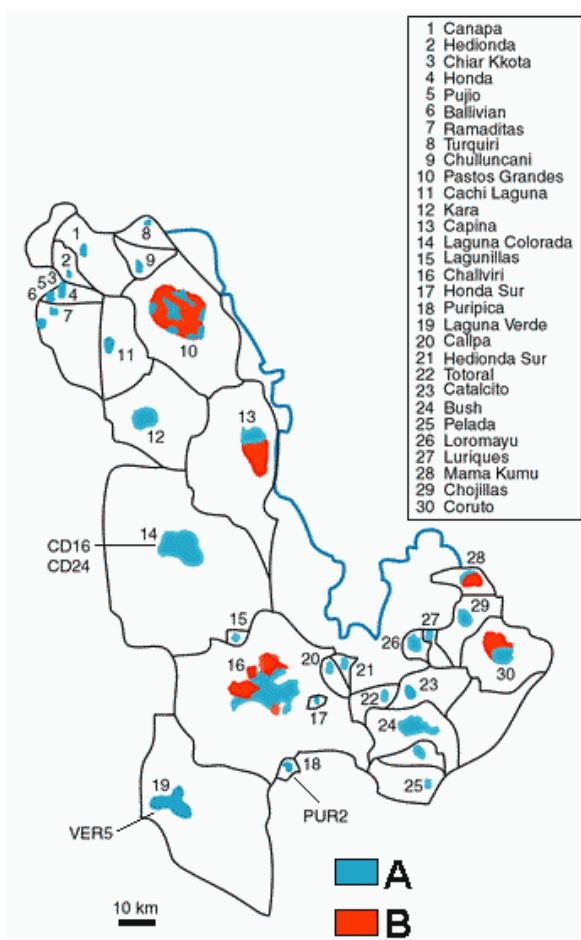 1 Canapa
2 Hedionda
3 Chiar Kkota
4 Honda
5 Pujio
6 Ballivian
7 Ramaditas
8 Turquiri
9 Chulluncani
10 Pastos Grandes
11 Cachi Laguna
12 Kara
13 Capina
14 Laguna Colorada
15 Lagunillas
16 Challviri
17 Honda Sur
18 Puripica
19 Laguna Verde
20 Callpa
21 Hedionda Sur
22 Totoral
23 Catalcito
24 Bush
25 Pelada
26 Loromayu
27 Luriques
28 Mama Kumu
29 Chojillas
30 Coruto
1
8
2
9
5 3
6
4
7
10
11
12
13
14
CD16
CD24
28
15
27
29
26
16
20
21
30
22
23
17
24
18
25
19
PUR2
VER5
A
10 km
B